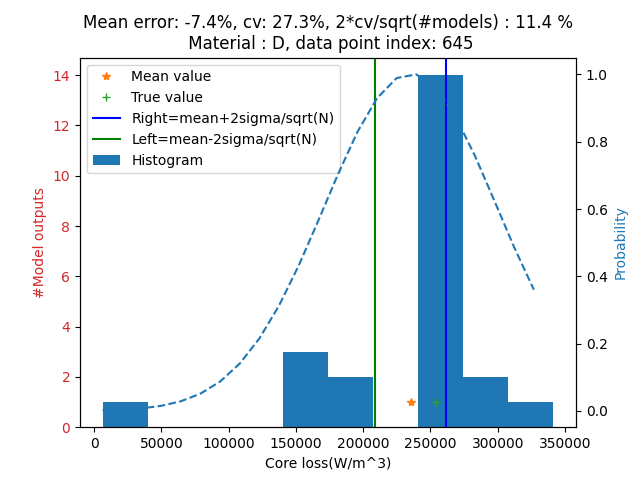 Mean error: -7.4%, cv: 27.3%, 2*cv/sqrt(#models) : 11.4 %
Material : D, data point index: 645
Mean value
True value
Right=mean+2sigma/sqrt(N)
Left=mean-2sigma/sqrt(N)
Histogram
14
12
10
8
6
4
2
0
#Model outputs
1.0
0.8
0.6
0.4
0.2
0.0
Probability
0
50000
100000
150000
200000
250000
300000
350000
Core loss(W/m^3)